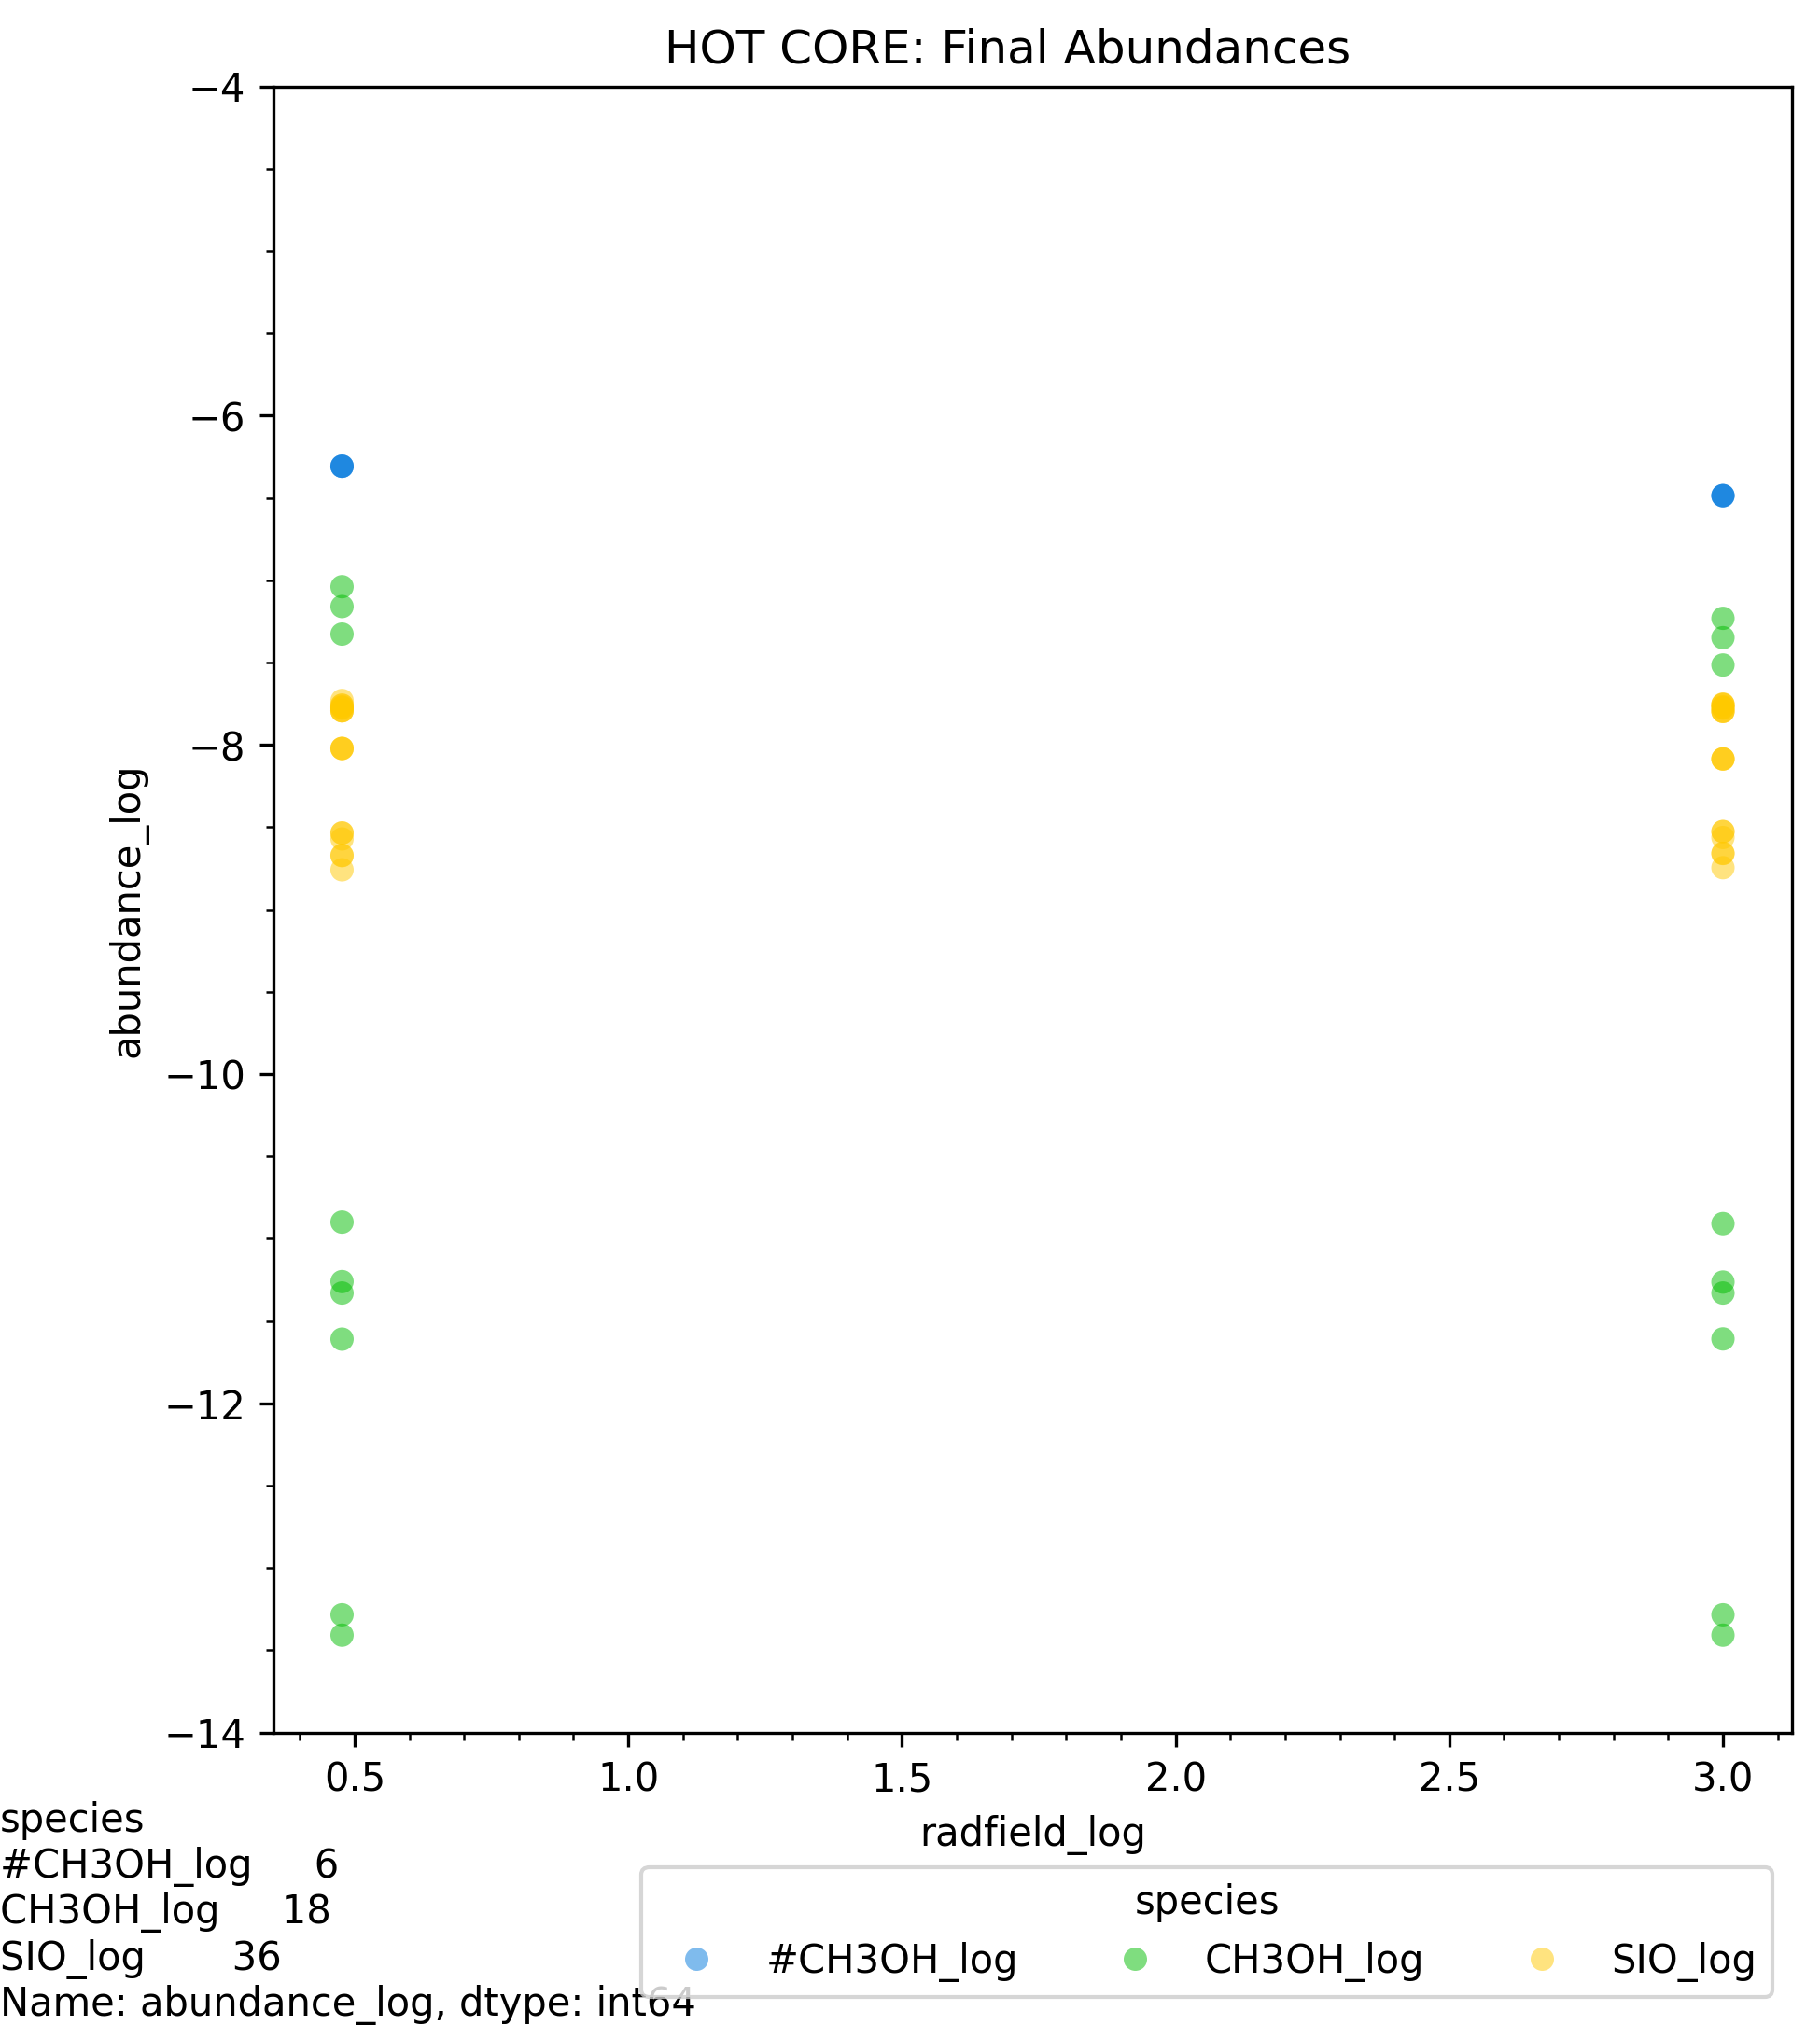 HOT CORE: Final Abundances
−4
−6
−8
−10
−12
−14
abundance_log
0.5 1.0 1.5 2.0 2.5 3.0
radfield_log
species
#CH3OH_log 6
CH3OH_log 18
SIO_log 36
Name: abundance_log, dtype: int64
species
#CH3OH_log CH3OH_log SIO_log